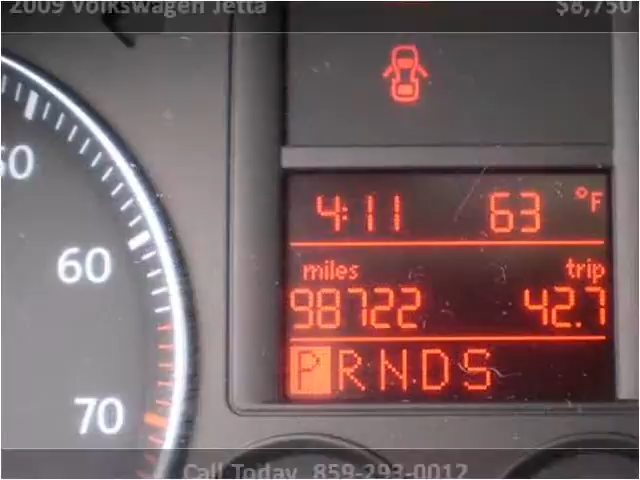 2009 Volkswagen Jetta $8,750
50
60
70
4:11 63 °F
miles trip
98722 42.7
P R N D S
Call Today 859-293-0012